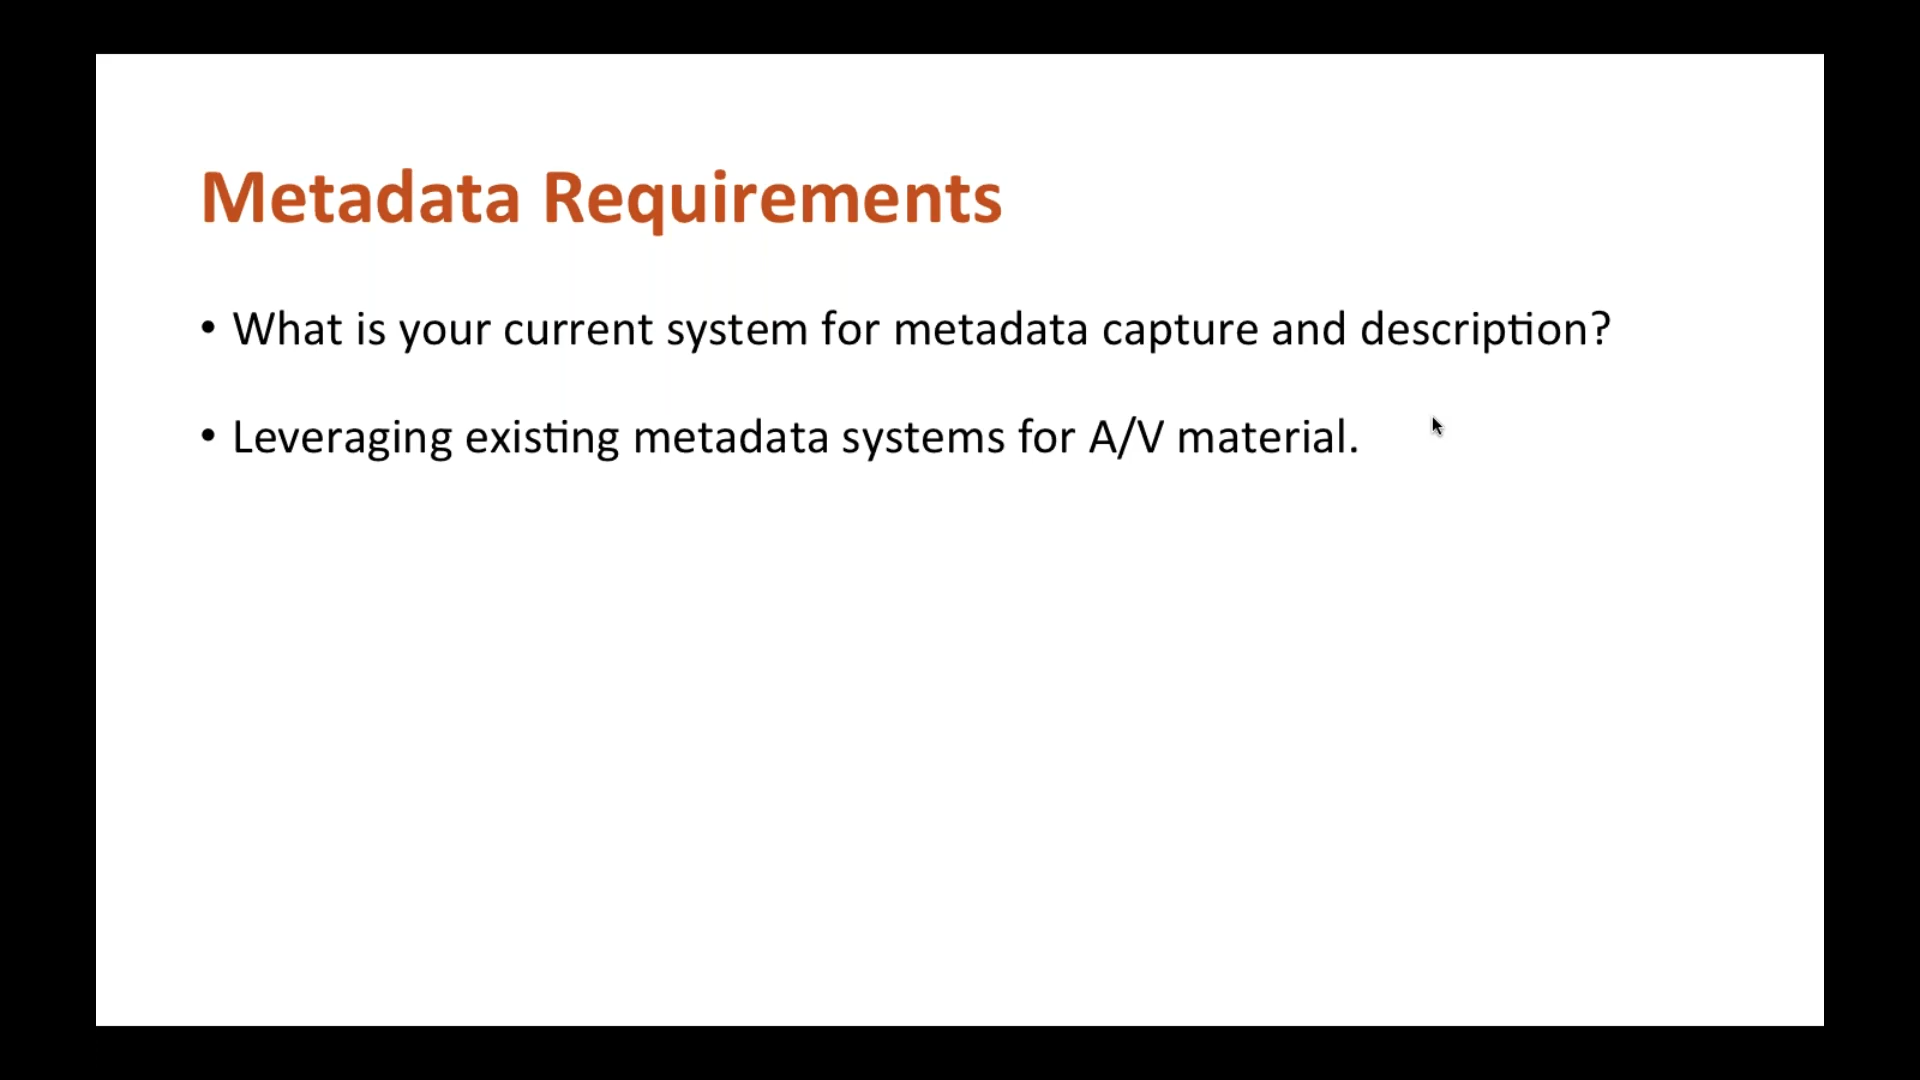 Metadata Requirements
• What is your current system for metadata capture and description?
• Leveraging existing metadata systems for A/V material.